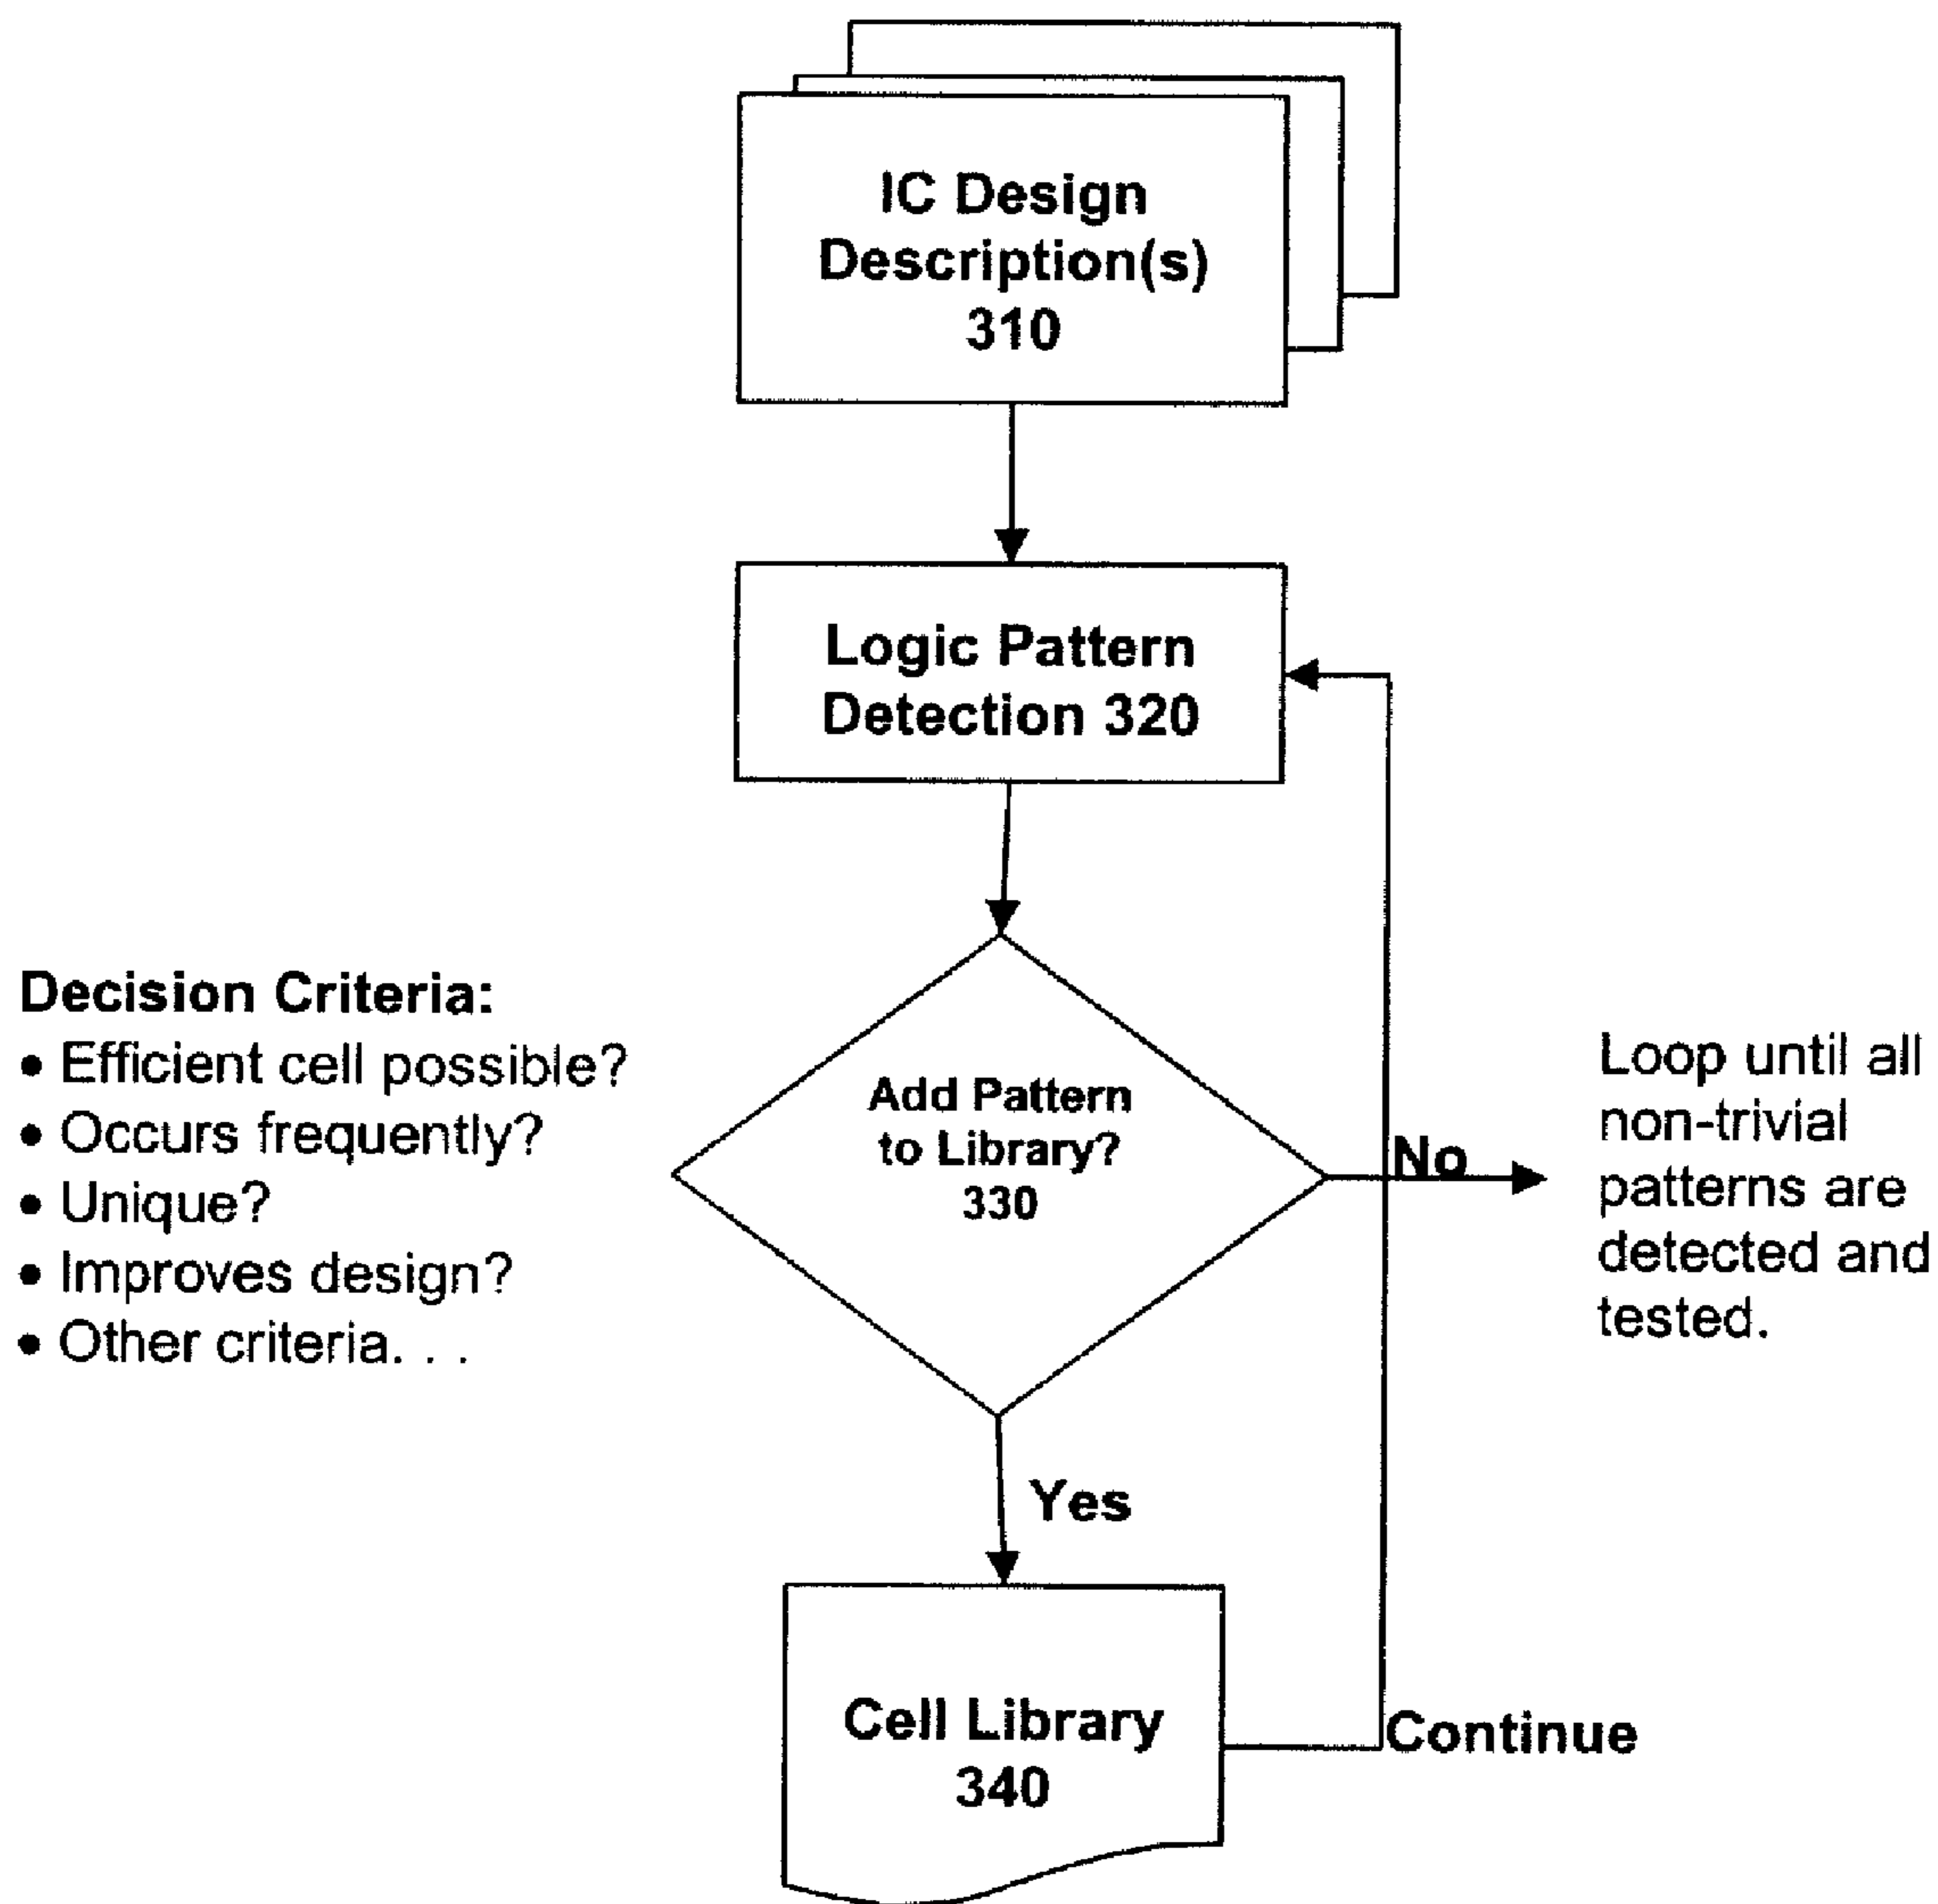 IC Design
Description(s)
310
Logic Pattern
Detection 320
Decision Criteria:
• Efficient cell possible?
• Occurs frequently?
• Unique?
• Improves design?
• Other criteria. . .
Add Pattern
to Library?
330
No
Loop until all
non-trivial
patterns are
detected and
tested.
Yes
Cell Library
340
Continue